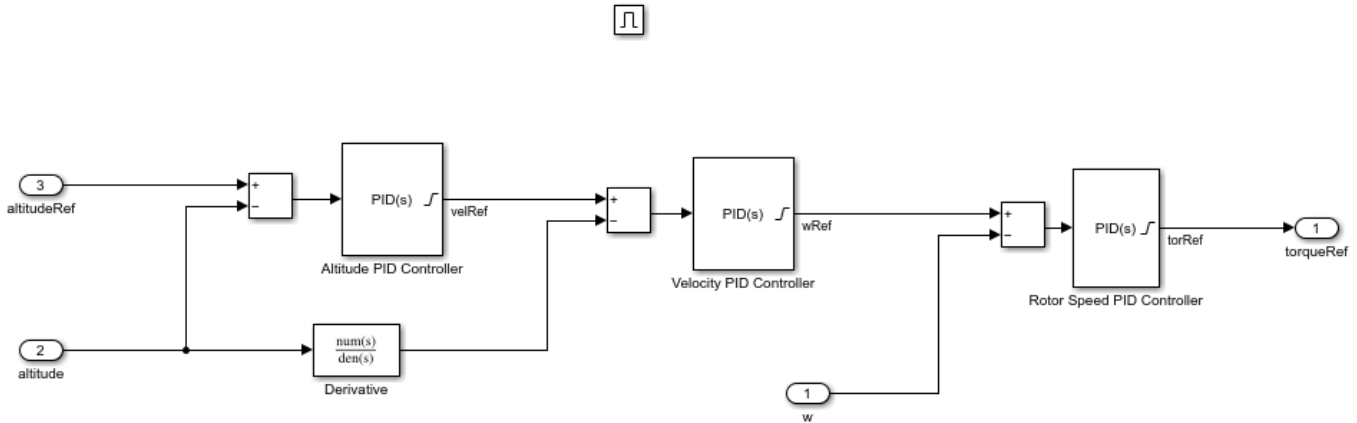 3
altitudeRef
+
−
PID(s)
velRef
Altitude PID Controller
+
−
PID(s)
wRef
Velocity PID Controller
+
−
PID(s)
torRef
Rotor Speed PID Controller
1
torqueRef
2
altitude
num(s)
den(s)
Derivative
1
w